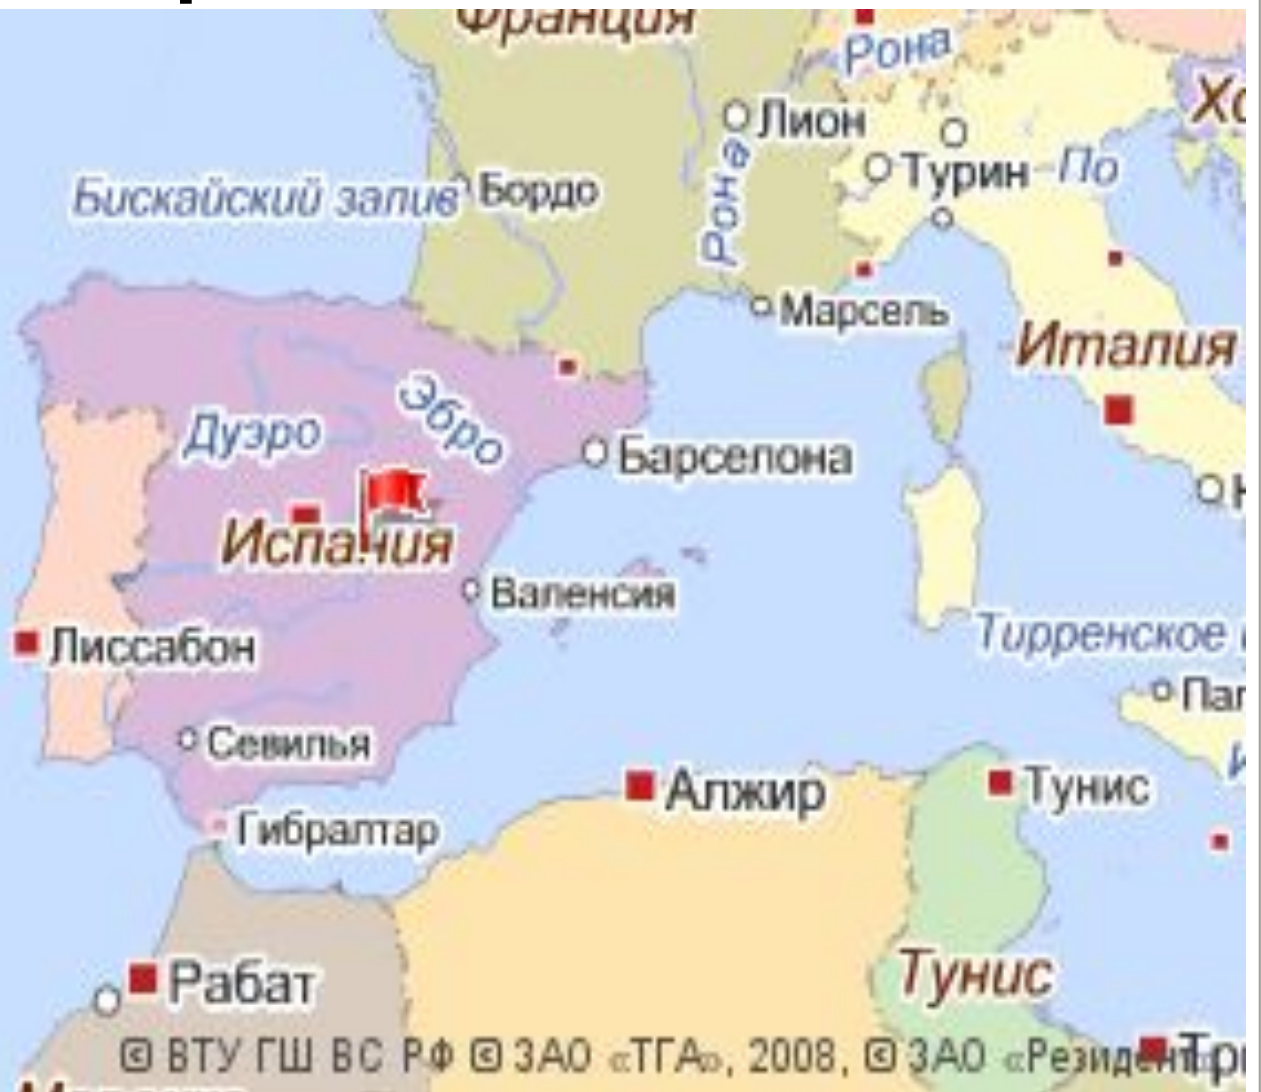 Франция
Рона
Лион
Рона
Турин
По
Бискайский залив
Бордо
Марсель
Италия
Эбро
Дуэро
Барселона
Испания
Валенсия
Тирренское
Лиссабон
Севилья
Алжир
Тунис
Гибралтар
Тунис
Рабат
© ВТУ ГШ ВС РФ © ЗАО «ТГА», 2008, © ЗАО «Резидент»